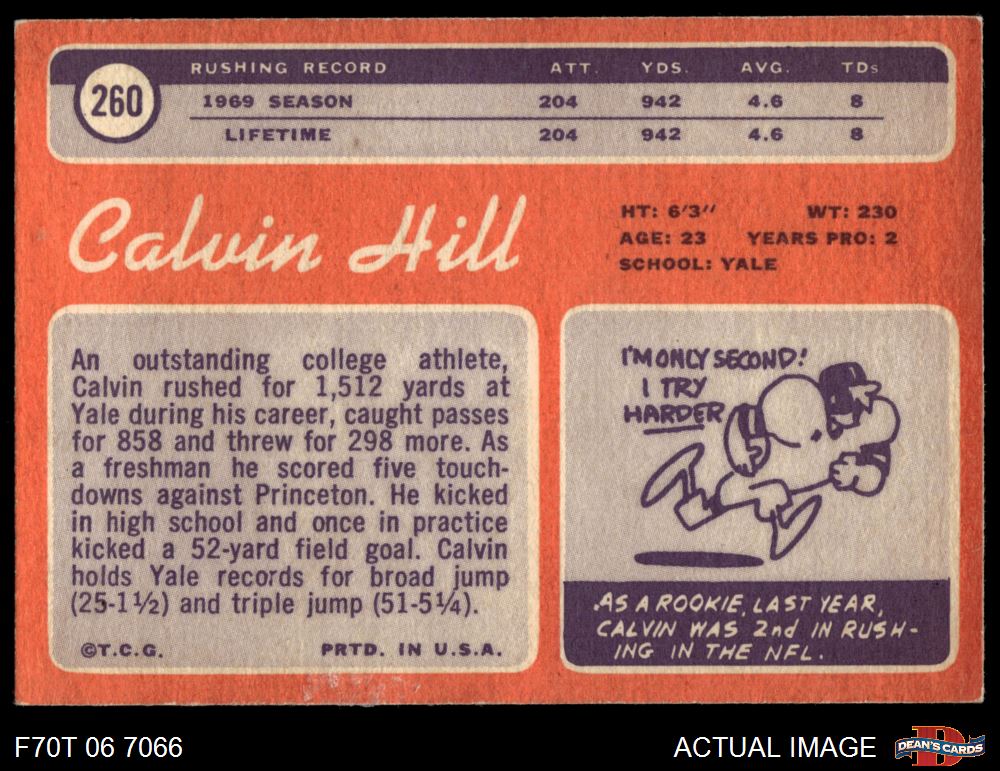 260
RUSHING RECORD ATT. YDS. AVG. TDs
1969 SEASON 204 942 4.6 8
LIFETIME 204 942 4.6 8
Calvin Hill
HT: 6'3" WT: 230
AGE: 23 YEARS PRO: 2
SCHOOL: YALE
An outstanding college athlete,
Calvin rushed for 1,512 yards at
Yale during his career, caught passes
for 858 and threw for 298 more. As
a freshman he scored five touch-
downs against Princeton. He kicked
in high school and once in practice
kicked a 52-yard field goal. Calvin
holds Yale records for broad jump
(25-1½) and triple jump (51-5¼).
©T.C.G. PRTD. IN U.S.A.
I'M ONLY SECOND!
I TRY
HARDER
AS A ROOKIE, LAST YEAR,
CALVIN WAS 2nd IN RUSH-
ING IN THE NFL.
F70T 06 7066
ACTUAL IMAGE
D
DEAN'S CARDS